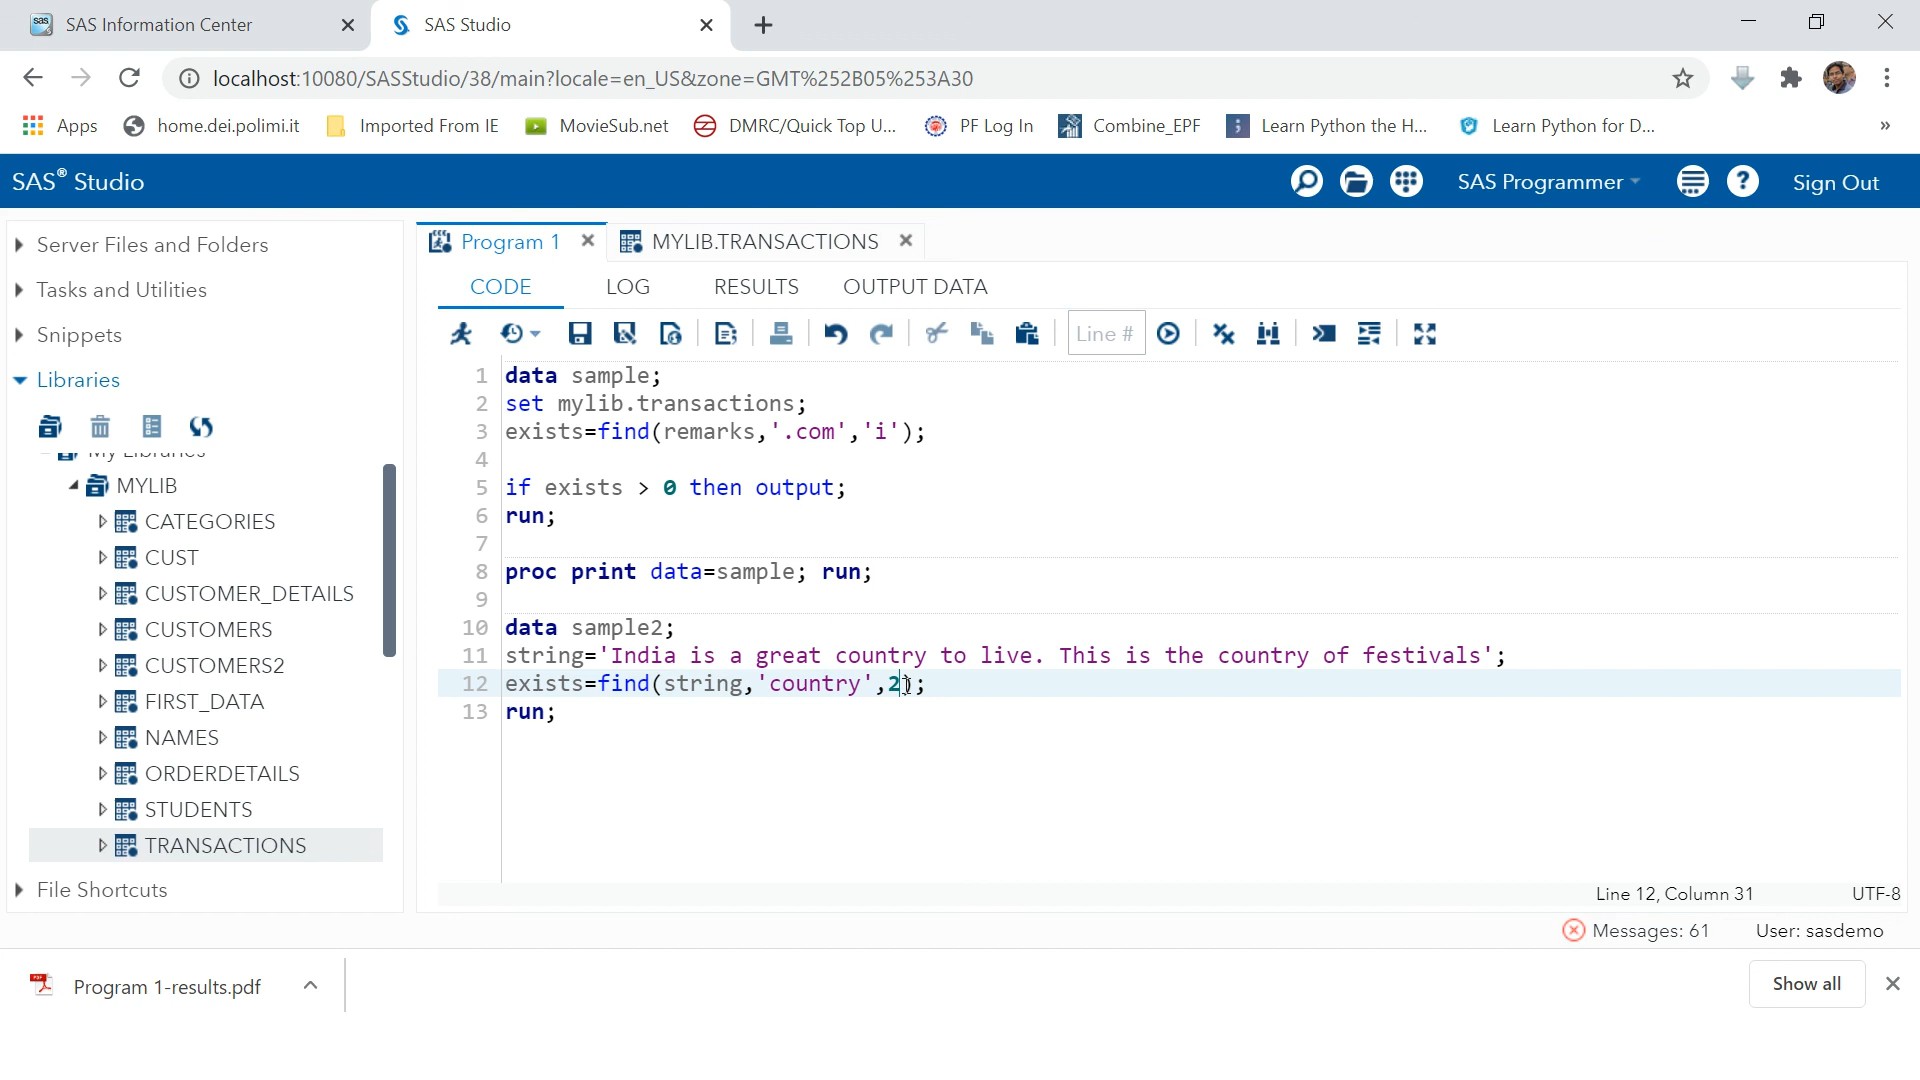 SAS Information Center
SAS Studio
localhost:10080/SASStudio/38/main?locale=en_US&zone=GMT%252B05%253A30
Apps home.dei.polimi.it Imported From IE MovieSub.net DMRC/Quick Top U... PF Log In Combine_EPF Learn Python the H... Learn Python for D... »
SAS® Studio
SAS Programmer
Sign Out
Server Files and Folders
Tasks and Utilities
Snippets
Libraries
My Libraries
MYLIB
CATEGORIES
CUST
CUSTOMER_DETAILS
CUSTOMERS
CUSTOMERS2
FIRST_DATA
NAMES
ORDERDETAILS
STUDENTS
TRANSACTIONS
File Shortcuts
Program 1
MYLIB.TRANSACTIONS
CODE LOG RESULTS OUTPUT DATA
Line #
1 data sample;
2 set mylib.transactions;
3 exists=find(remarks,'.com','i');
4
5 if exists > 0 then output;
6 run;
7
8 proc print data=sample; run;
9
10 data sample2;
11 string='India is a great country to live. This is the country of festivals';
12 exists=find(string,'country',2);
13 run;
Line 12, Column 31 UTF-8
Messages: 61 User: sasdemo
Program 1-results.pdf
Show all